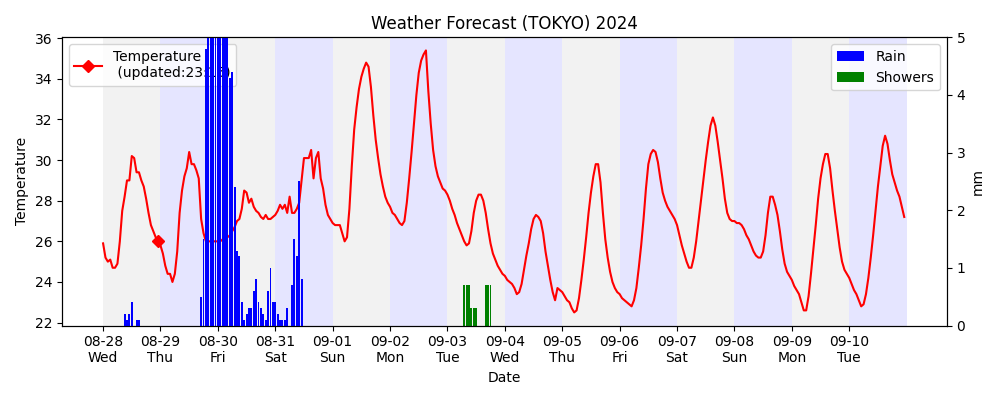 Weather Forecast (TOKYO) 2024
Temperature
Rain
Showers
36
34
32
30
28
26
24
22
Temperature
5
4
3
2
1
0
mm
08-28 08-29 08-30 08-31 09-01 09-02 09-03 09-04 09-05 09-06 09-07 09-08 09-09 09-10
Wed Thu Fri Sat Sun Mon Tue Wed Thu Fri Sat Sun Mon Tue
Date